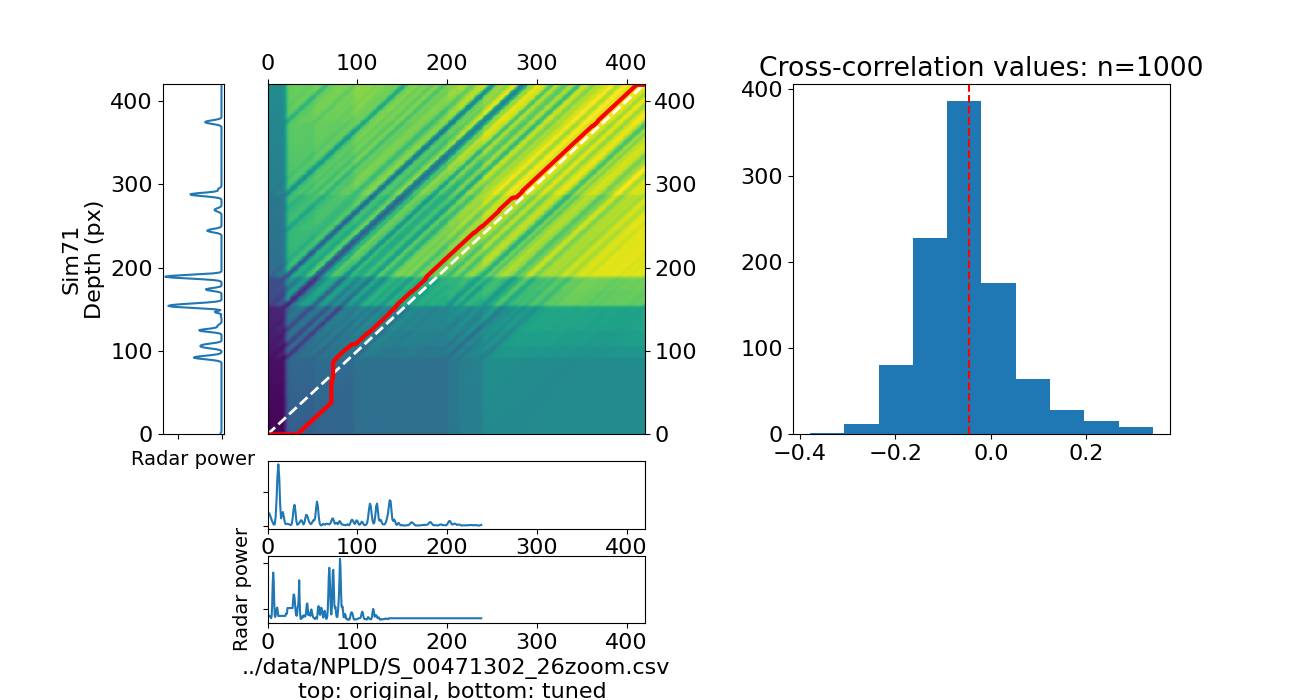 0 100 200 300 400
Cross-correlation values: n=1000
400
300
200
100
0
Sim71
Depth (px)
Radar power
400
300
200
100
0
400
300
200
100
0
−0.4 −0.2 0.0 0.2
0 100 200 300 400
Radar power
0 100 200 300 400
../data/NPLD/S_00471302_26zoom.csv
top: original, bottom: tuned